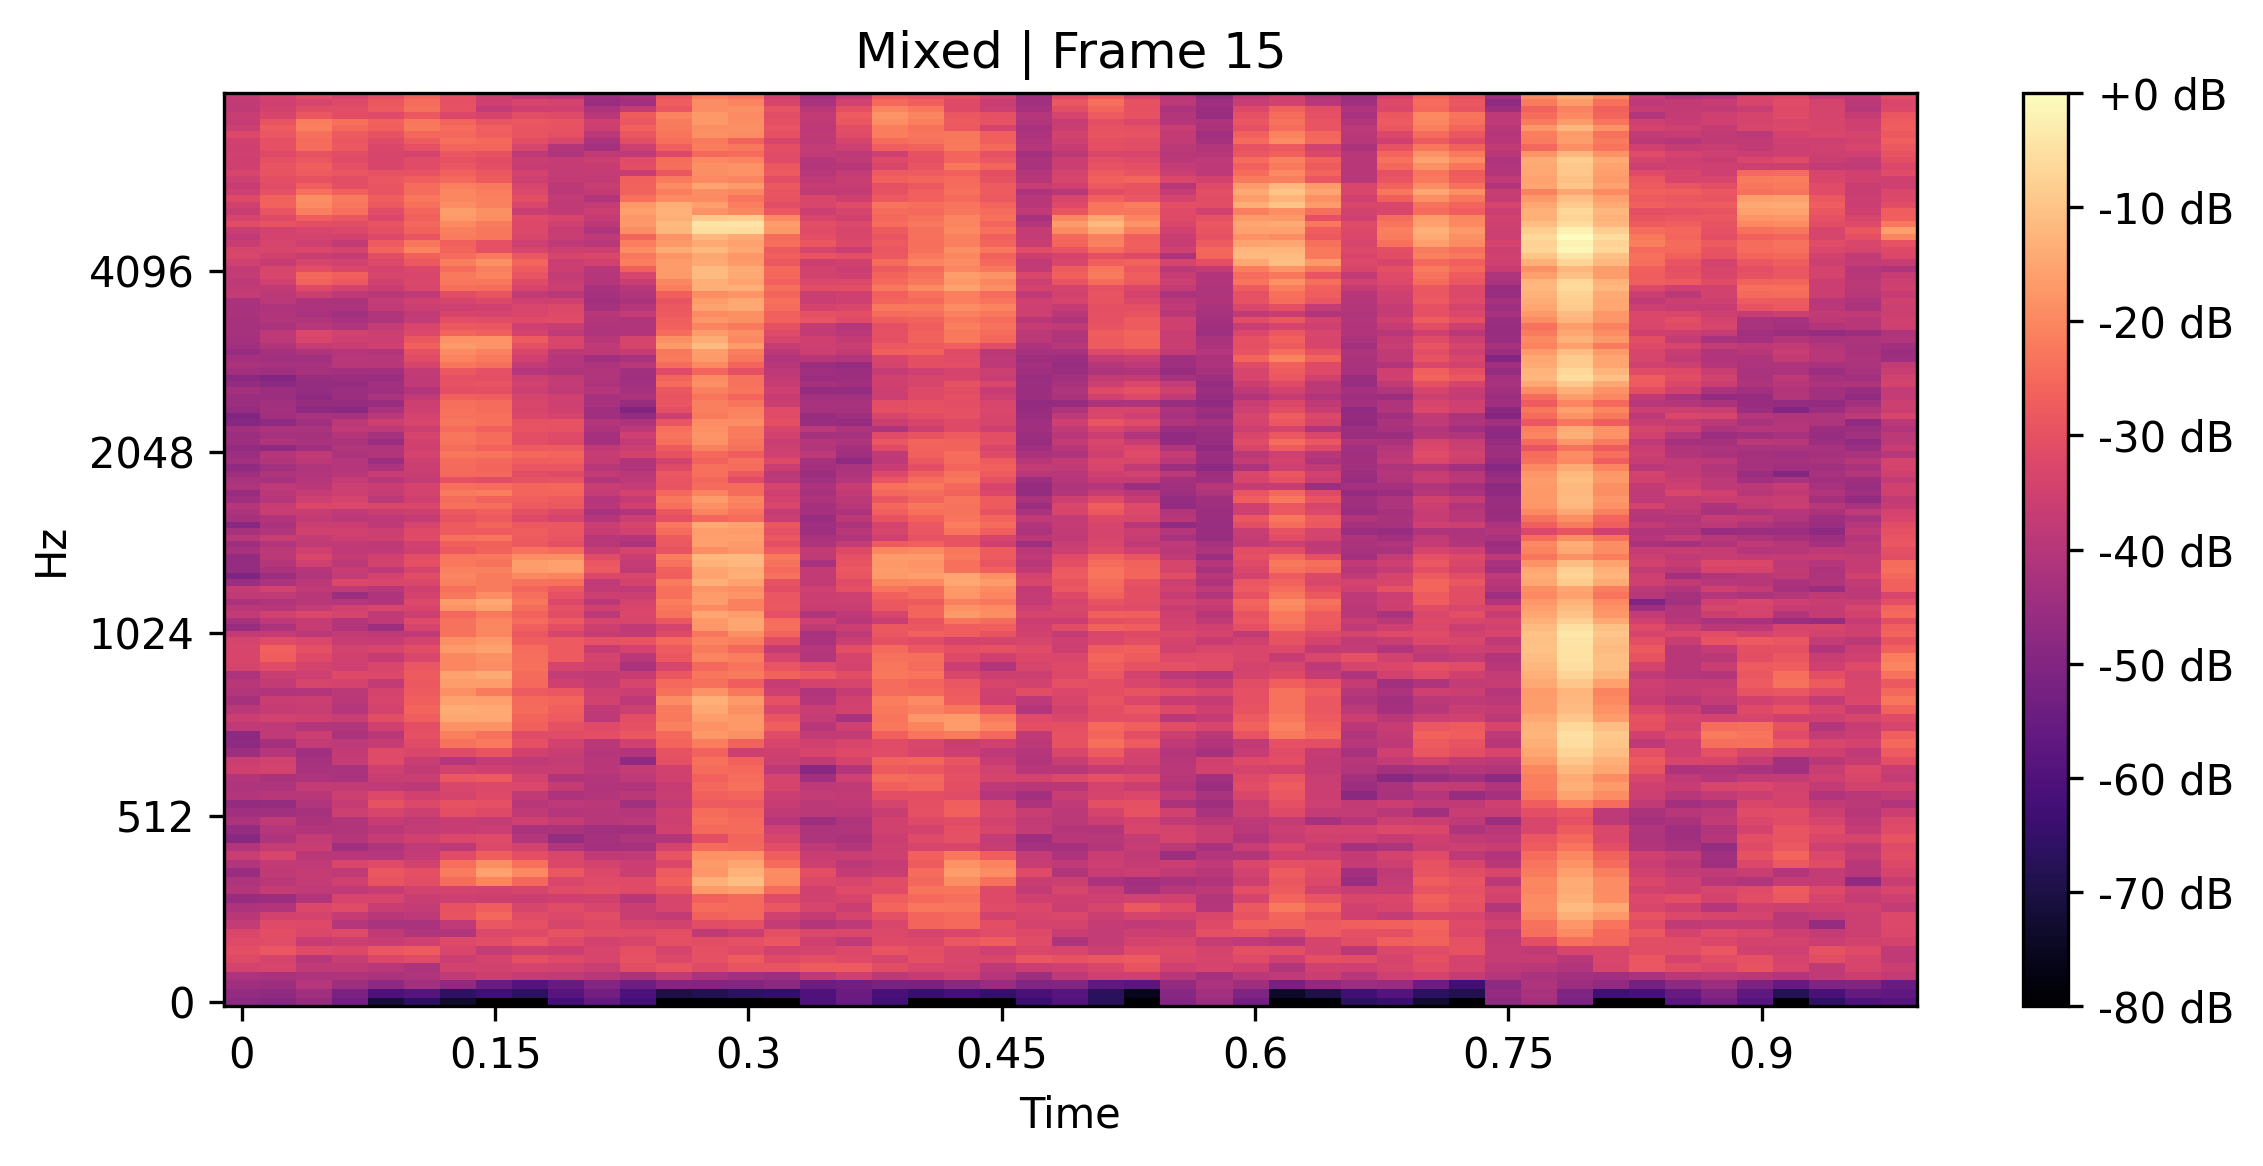 Mixed | Frame 15
Hz
4096
2048
1024
512
0
0 0.15 0.3 0.45 0.6 0.75 0.9
Time
+0 dB
-10 dB
-20 dB
-30 dB
-40 dB
-50 dB
-60 dB
-70 dB
-80 dB